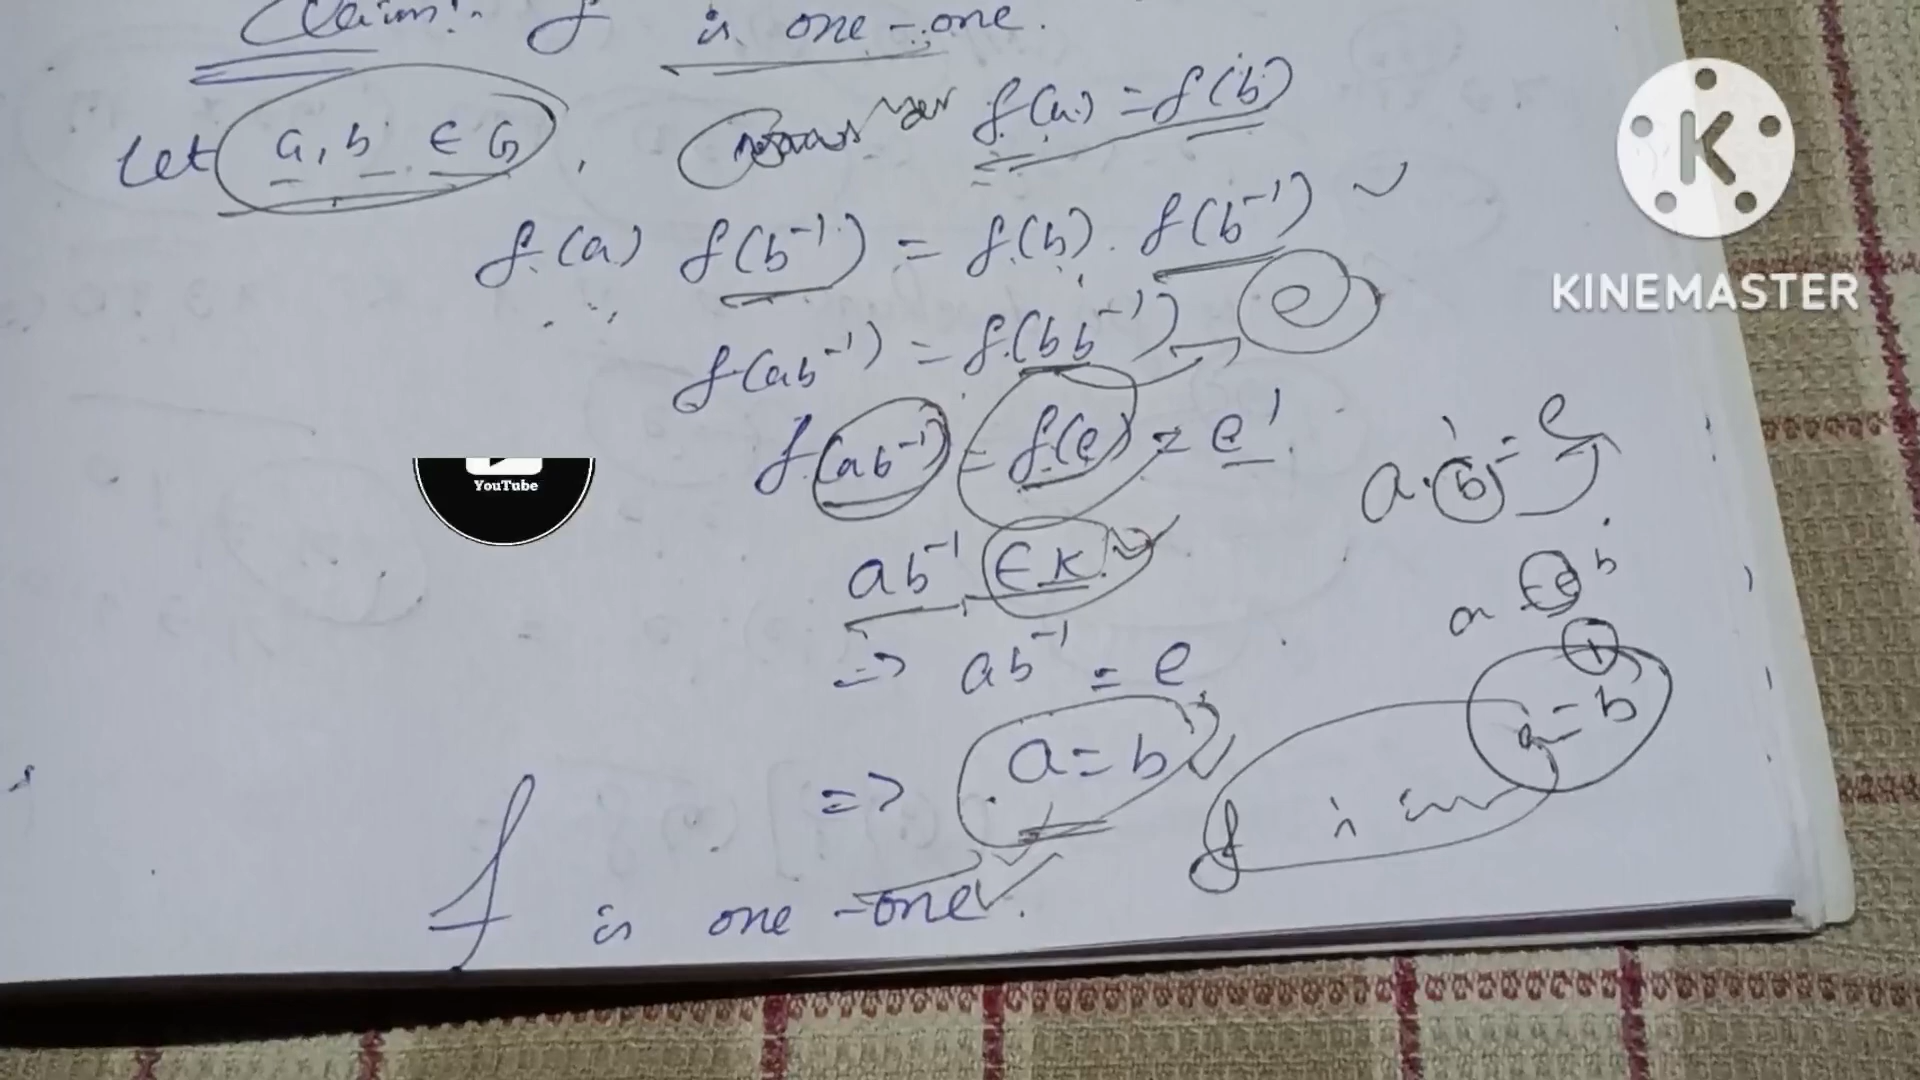 Claim: f is one-one.
Let a, b ∈ G, f(a) = f(b)
f(a) f(b⁻¹) = f(b). f(b⁻¹)
f(ab⁻¹) = f(bb⁻¹) → e
f(ab⁻¹) = f(e) = e'
ab⁻¹ ∈ K.
=> ab⁻¹ = e
=> a = b
f is one-one.
a = b
f is
KINEMASTER
YouTube